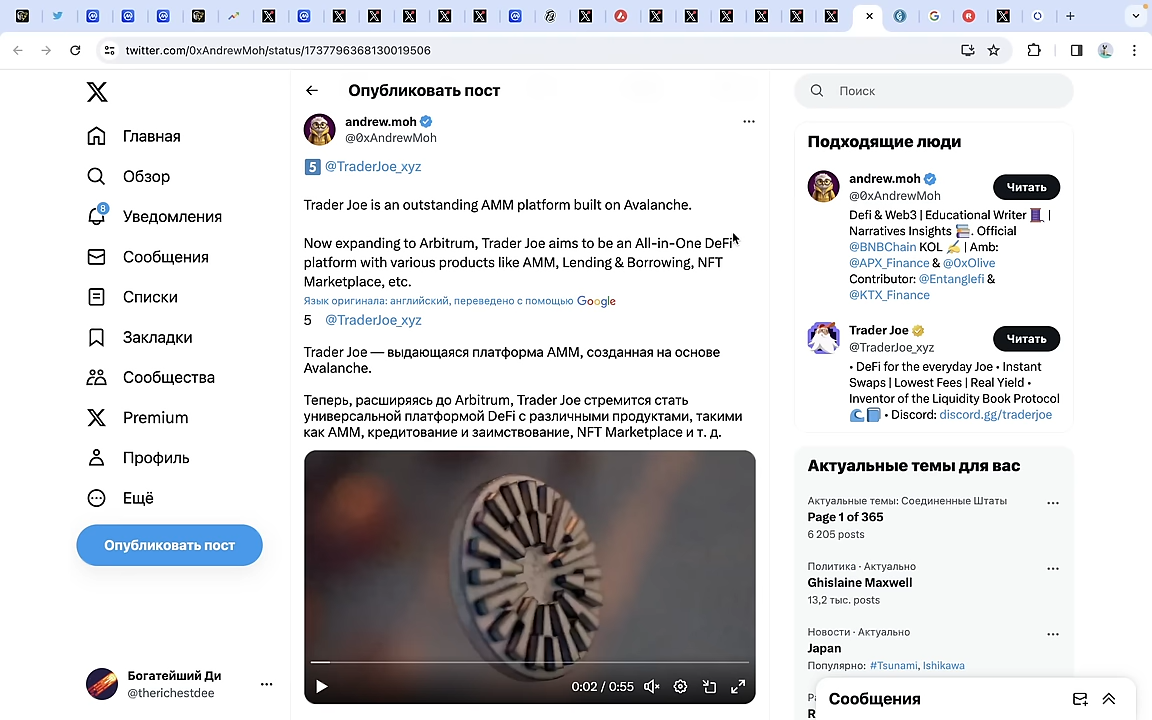 twitter.com/0xAndrewMoh/status/1737796368130019506
Главная
Обзор
8
Уведомления
Сообщения
Списки
Закладки
Сообщества
Premium
Профиль
Ещё
Опубликовать пост
Богатейший Ди
@therichestdee
Опубликовать пост
andrew.moh
@0xAndrewMoh
5 @TraderJoe_xyz
Trader Joe is an outstanding AMM platform built on Avalanche.
Now expanding to Arbitrum, Trader Joe aims to be an All-in-One DeFi
platform with various products like AMM, Lending & Borrowing, NFT
Marketplace, etc.
Язык оригинала: английский, переведено с помощью Google
5 @TraderJoe_xyz
Trader Joe — выдающаяся платформа AMM, созданная на основе
Avalanche.
Теперь, расширяясь до Arbitrum, Trader Joe стремится стать
универсальной платформой DeFi с различными продуктами, такими
как AMM, кредитование и заимствование, NFT Marketplace и т. д.
0:02 / 0:55
Поиск
Подходящие люди
andrew.moh
@0xAndrewMoh
Читать
Defi & Web3 | Educational Writer |
Narratives Insights . Official
@BNBChain KOL | Amb:
@APX_Finance & @0xOlive
Contributor: @Entanglefi &
@KTX_Finance
Trader Joe
@TraderJoe_xyz
Читать
• DeFi for the everyday Joe • Instant
Swaps | Lowest Fees | Real Yield •
Inventor of the Liquidity Book Protocol
• Discord: discord.gg/traderjoe
Актуальные темы для вас
Актуальные темы: Соединенные Штаты
Page 1 of 365
6 205 posts
Политика · Актуально
Ghislaine Maxwell
13,2 тыс. posts
Новости · Актуально
Japan
Популярно: #Tsunami, Ishikawa
Сообщения